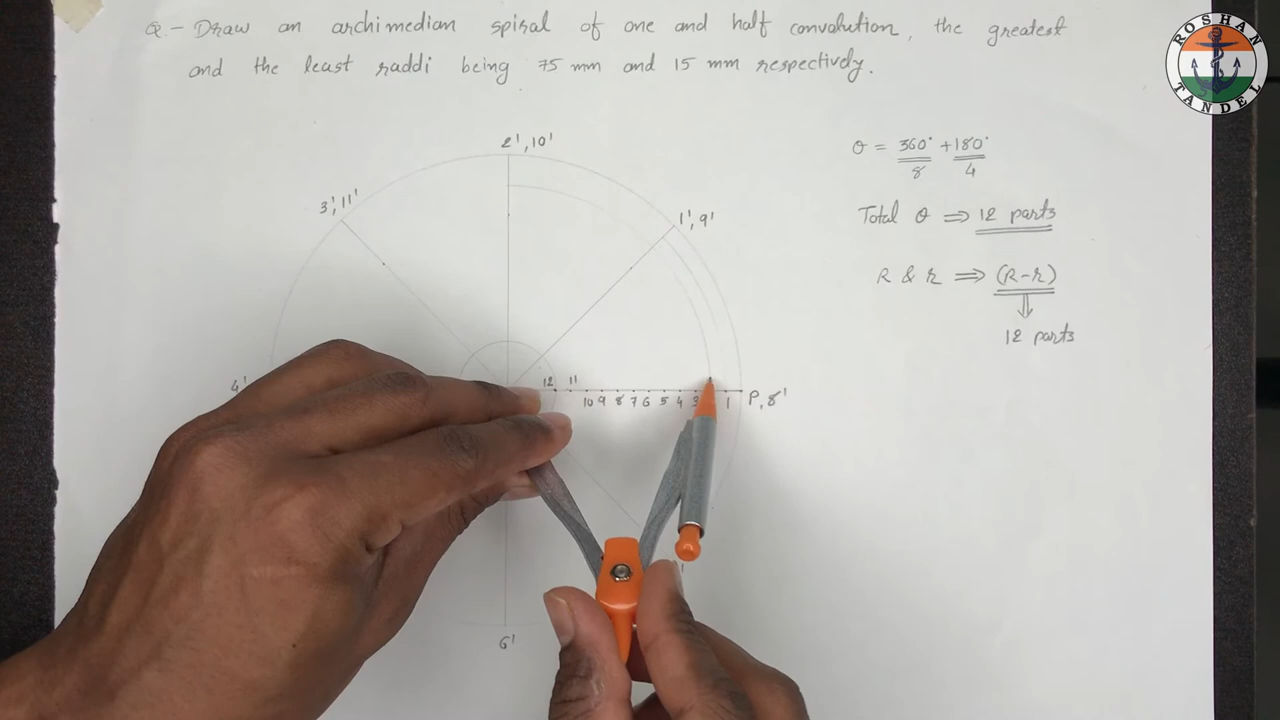 Q.- Draw an archimedian spiral of one and half convolution, the greatest
and the least raddi being 75 mm and 15 mm respectively.
ROSHAN
TANDEL
2',10'
θ = 360°/8 + 180°/4
3',11'
1',9'
Total θ ⇒ 12 parts
R & r ⇒ (R-r)
⇓
12 parts
4'
12 11
10 9 8 7 6 5 4 3 1 P,8'
6'